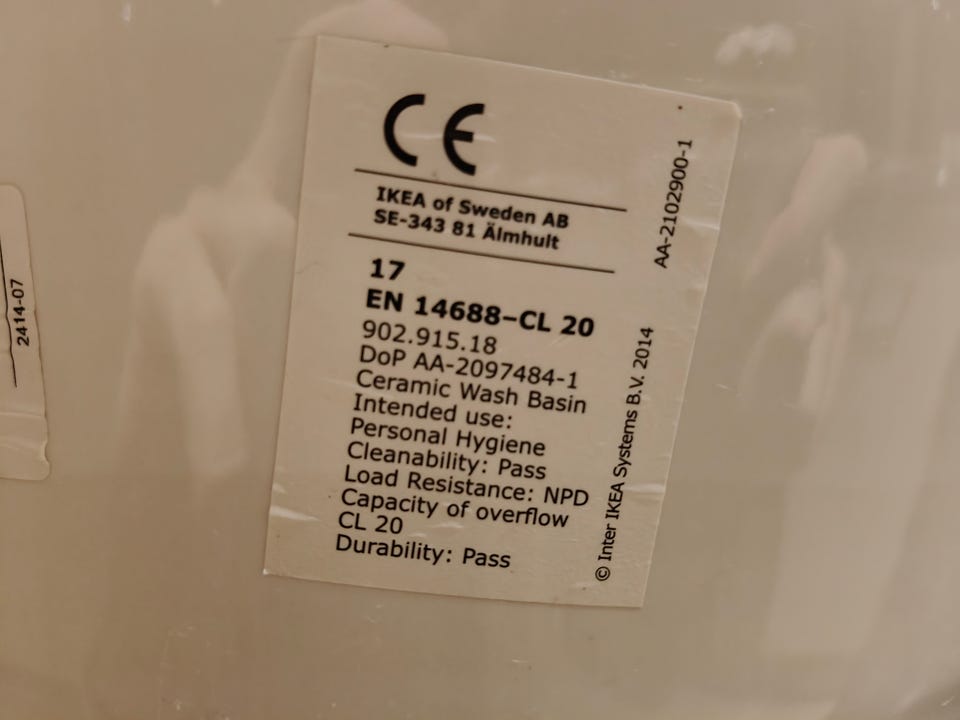 CE
IKEA of Sweden AB
SE-343 81 Älmhult
17
EN 14688–CL 20
902.915.18
DoP AA-2097484-1
Ceramic Wash Basin
Intended use:
Personal Hygiene
Cleanability: Pass
Load Resistance: NPD
Capacity of overflow
CL 20
Durability: Pass
AA-2102900-1
© Inter IKEA Systems B.V. 2014
2414-07